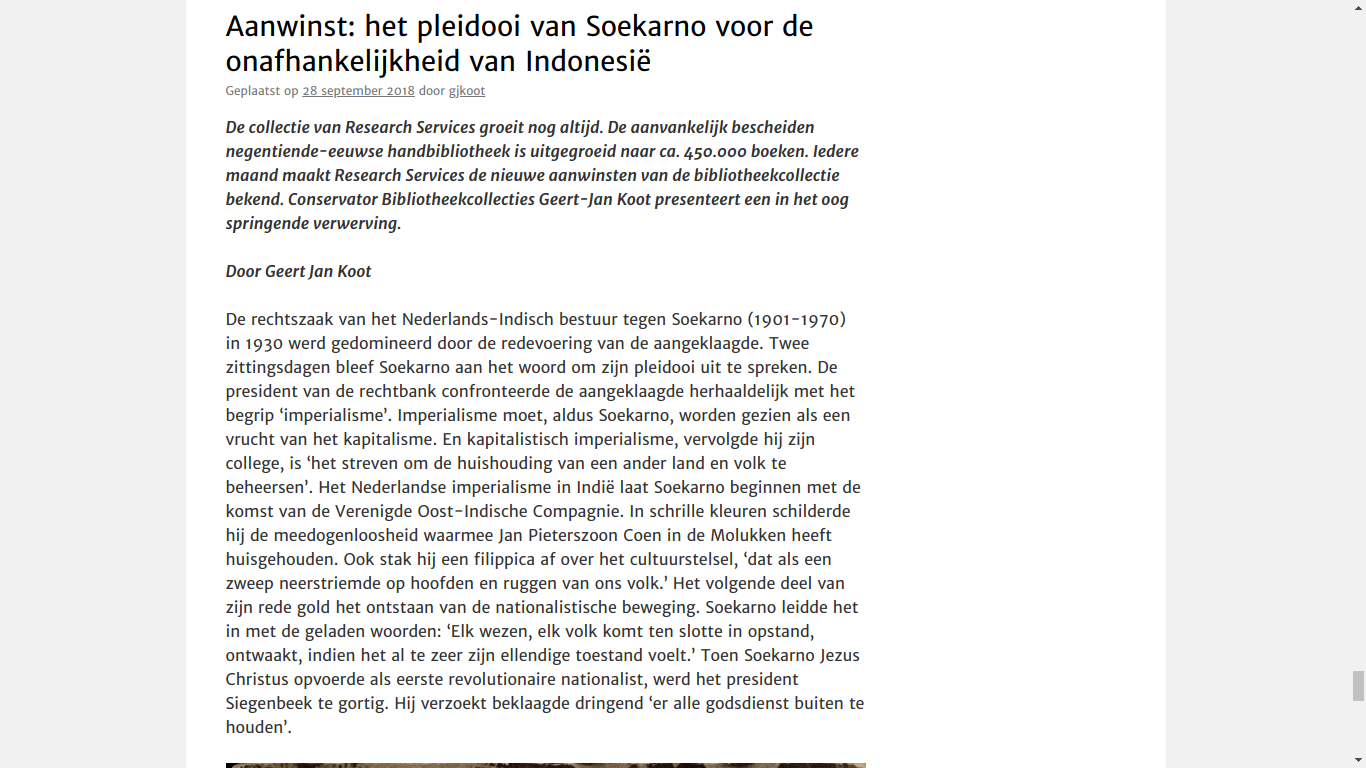 Aanwinst: het pleidooi van Soekarno voor de
onafhankelijkheid van Indonesië
Geplaatst op 28 september 2018 door gjkoot
De collectie van Research Services groeit nog altijd. De aanvankelijk bescheiden
negentiende-eeuwse handbibliotheek is uitgegroeid naar ca. 450.000 boeken. Iedere
maand maakt Research Services de nieuwe aanwinsten van de bibliotheekcollectie
bekend. Conservator Bibliotheekcollecties Geert-Jan Koot presenteert een in het oog
springende verwerving.
Door Geert Jan Koot
De rechtszaak van het Nederlands-Indisch bestuur tegen Soekarno (1901-1970)
in 1930 werd gedomineerd door de redevoering van de aangeklaagde. Twee
zittingsdagen bleef Soekarno aan het woord om zijn pleidooi uit te spreken. De
president van de rechtbank confronteerde de aangeklaagde herhaaldelijk met het
begrip ‘imperialisme’. Imperialisme moet, aldus Soekarno, worden gezien als een
vrucht van het kapitalisme. En kapitalistisch imperialisme, vervolgde hij zijn
college, is ‘het streven om de huishouding van een ander land en volk te
beheersen’. Het Nederlandse imperialisme in Indië laat Soekarno beginnen met de
komst van de Verenigde Oost-Indische Compagnie. In schrille kleuren schilderde
hij de meedogenloosheid waarmee Jan Pieterszoon Coen in de Molukken heeft
huisgehouden. Ook stak hij een filippica af over het cultuurstelsel, ‘dat als een
zweep neerstriemde op hoofden en ruggen van ons volk.’ Het volgende deel van
zijn rede gold het ontstaan van de nationalistische beweging. Soekarno leidde het
in met de geladen woorden: ‘Elk wezen, elk volk komt ten slotte in opstand,
ontwaakt, indien het al te zeer zijn ellendige toestand voelt.’ Toen Soekarno Jezus
Christus opvoerde als eerste revolutionaire nationalist, werd het president
Siegenbeek te gortig. Hij verzoekt beklaagde dringend ‘er alle godsdienst buiten te
houden’.